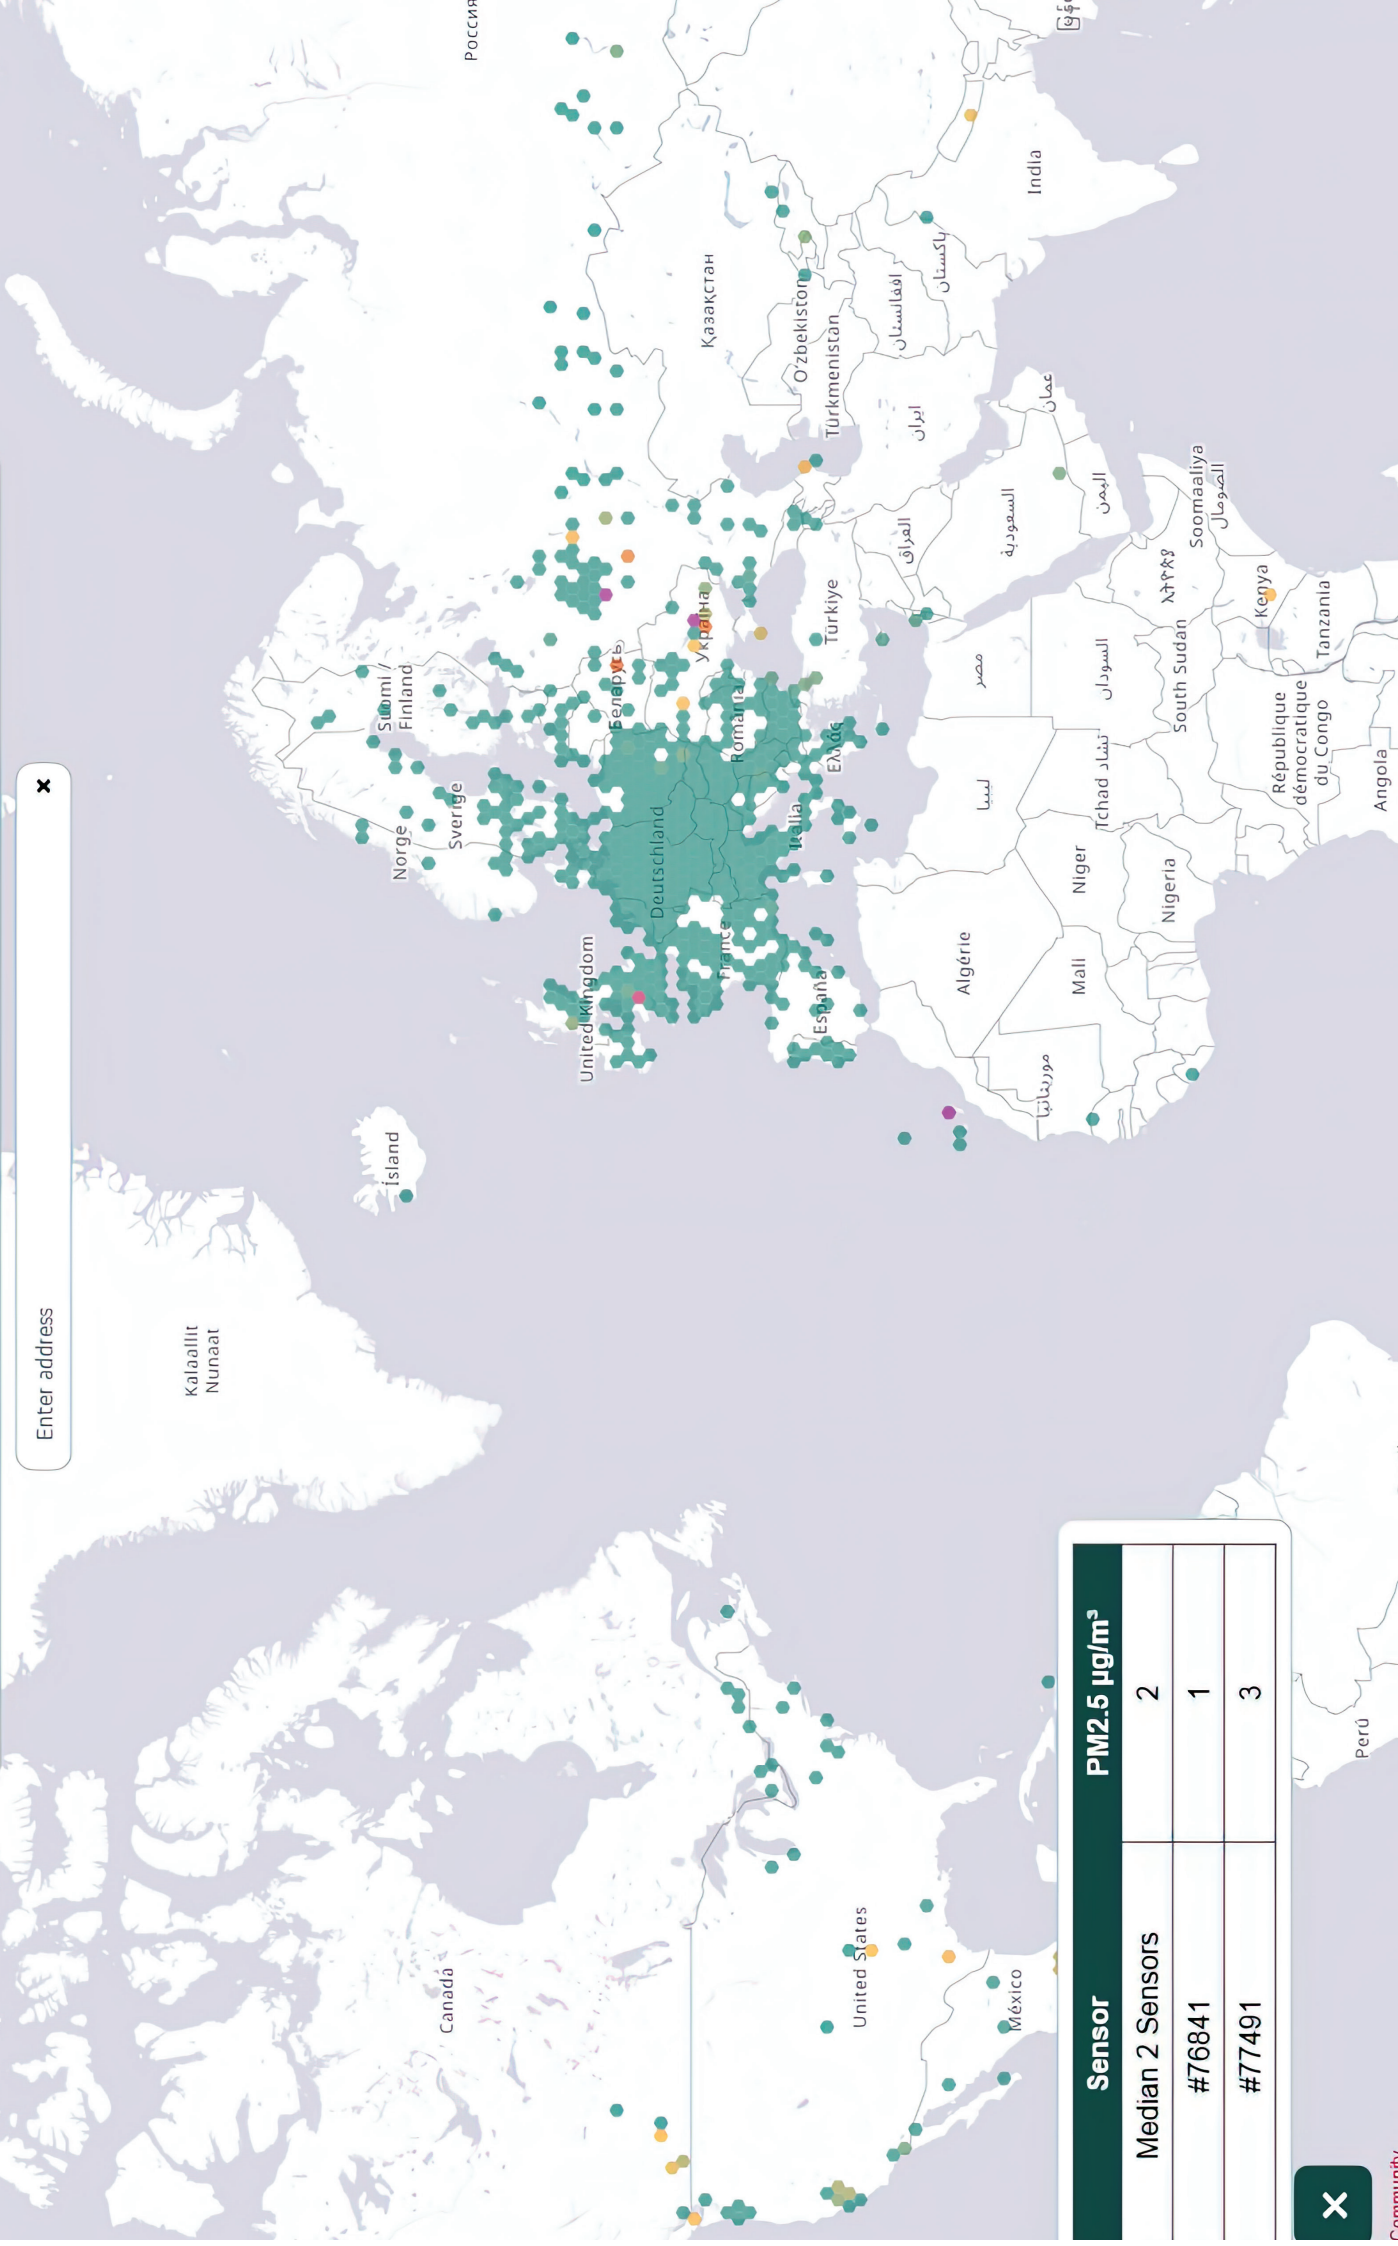 Enter address
×
Kalaallit
Nunaat
Ísland
Norge
Sverige
Suomi /
Finland
Россия
United Kingdom
Deutschland
Беларусь
Україна
France
România
Italia
España
Ελλάς
Türkiye
Қазақстан
Oʻzbekiston
Türkmenistan
افغانستان
ایران
پاکستان
India
العراق
السعودية
عمان
اليمن
مصر
ليبيا
Algérie
موريتانيا
Mali
Niger
Tchad تشاد
السودان
Nigeria
South Sudan
Soomaaliya
الصومال
Kenya
Tanzania
République
démocratique
du Congo
Angola
Canada
United States
México
Perú
Sensor PM2.5 µg/m³
Median 2 Sensors 2
#76841 1
#77491 3
×
Community